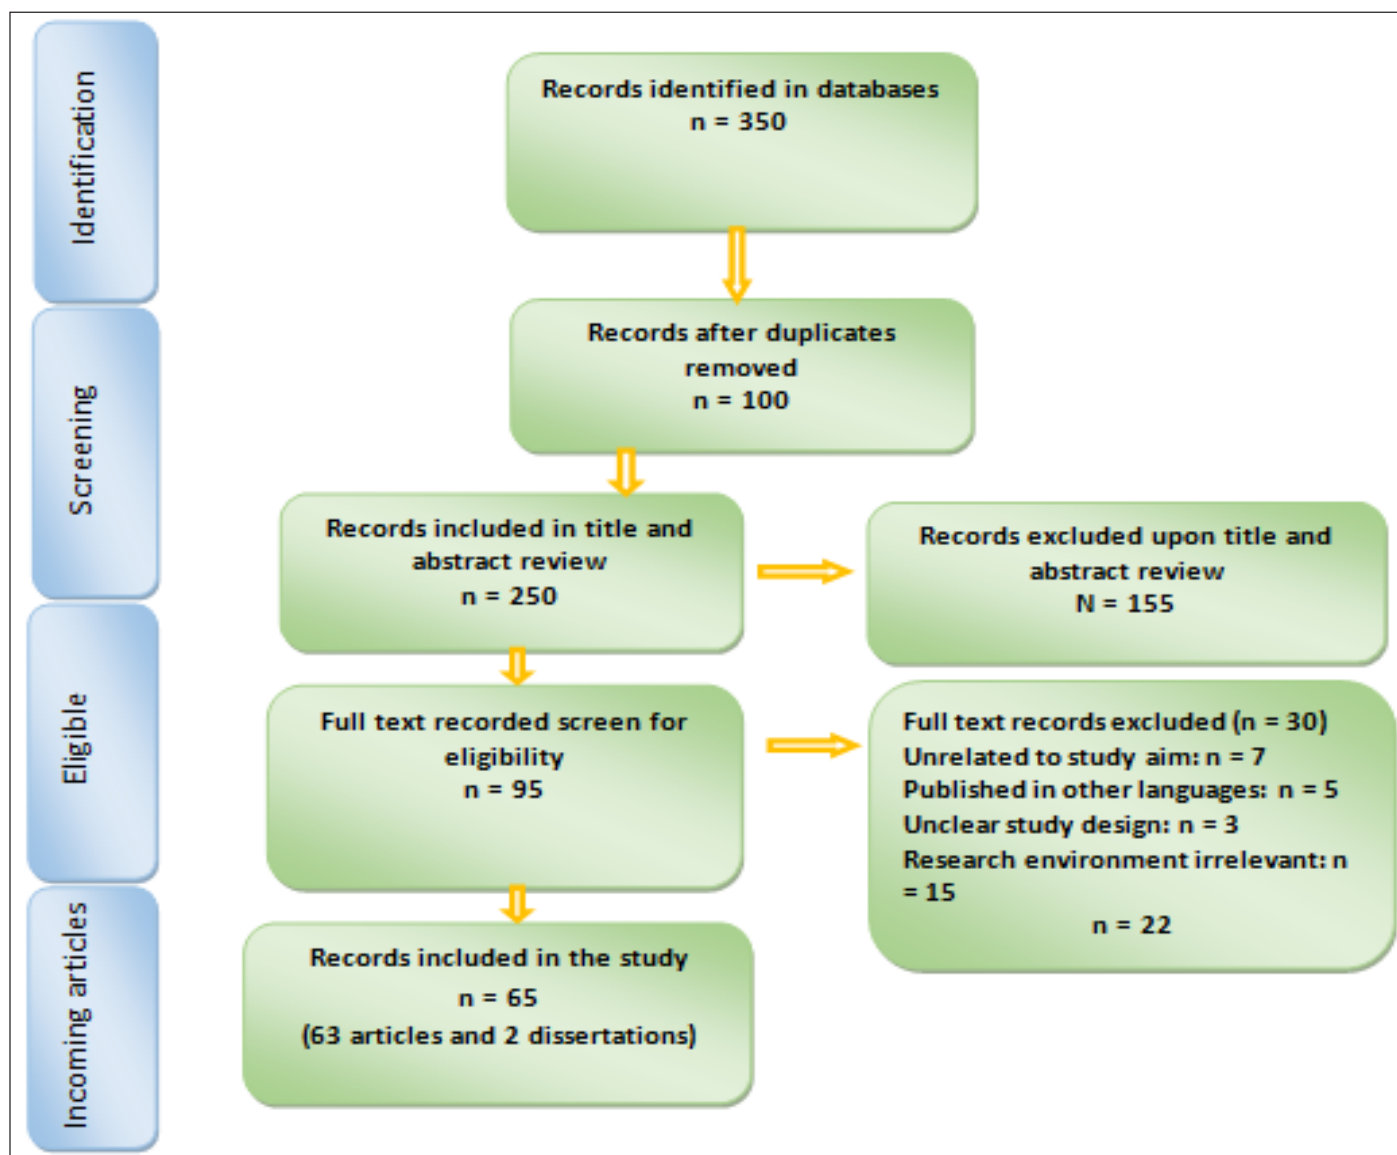 Identification
Records identified in databases
n = 350
Screening
Records after duplicates
removed
n = 100
Records included in title and
abstract review
n = 250
Records excluded upon title and
abstract review
N = 155
Eligible
Full text recorded screen for
eligibility
n = 95
Full text records excluded (n = 30)
Unrelated to study aim: n = 7
Published in other languages: n = 5
Unclear study design: n = 3
Research environment irrelevant: n
= 15
n = 22
Incoming articles
Records included in the study
n = 65
(63 articles and 2 dissertations)